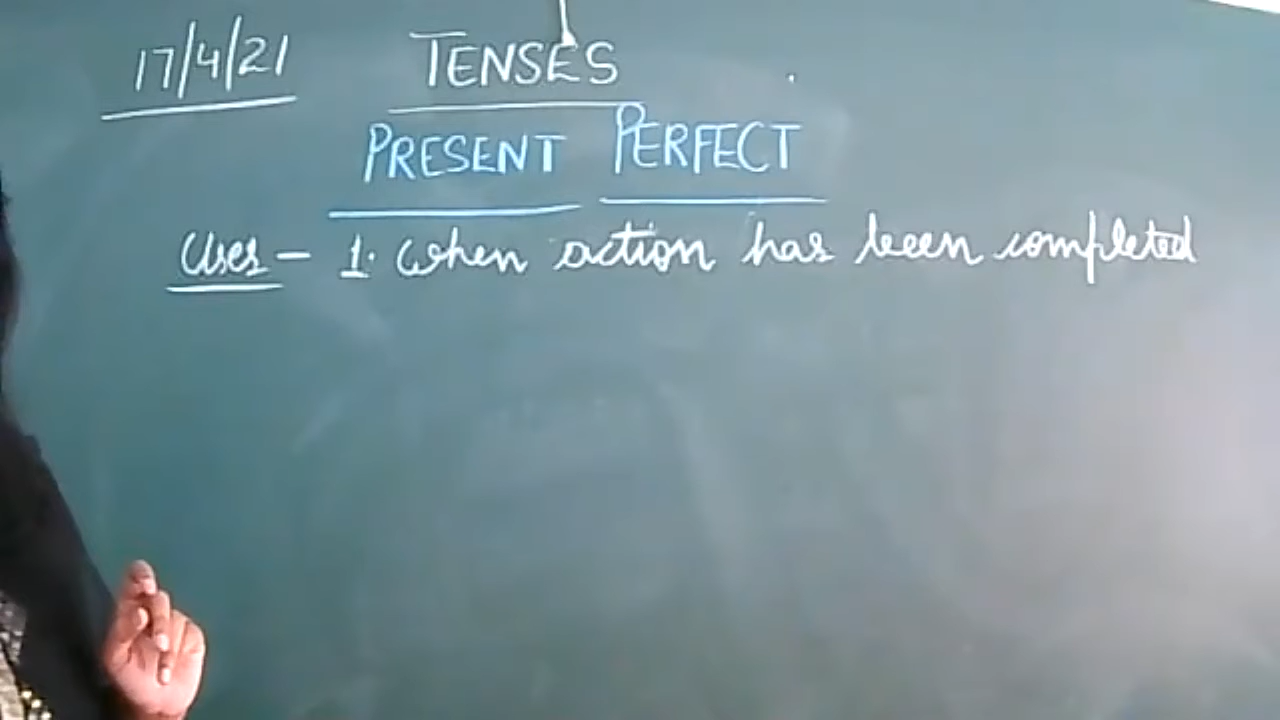 17/4/21 TENSES
PRESENT PERFECT
Uses - 1. When action has been completed